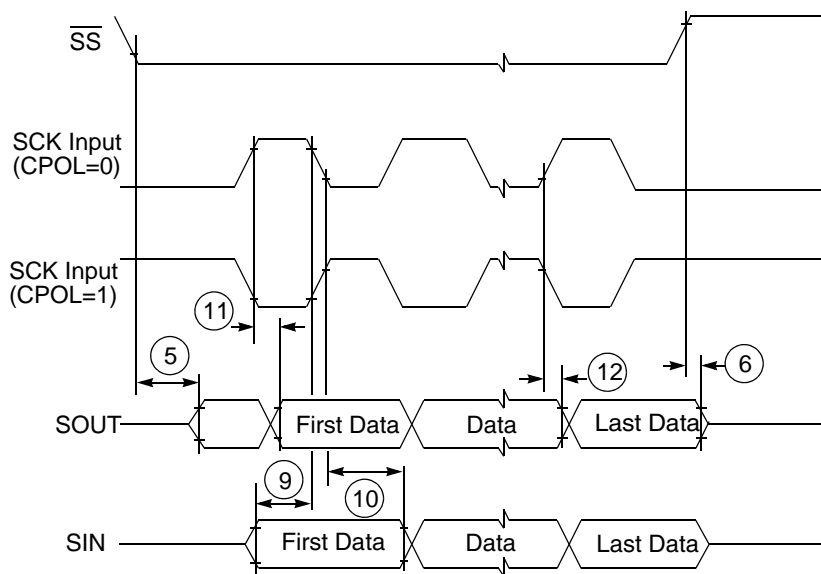 SS
SCK Input
(CPOL=0)
SCK Input
(CPOL=1)
11
5
12
6
SOUT
First Data
Data
Last Data
9
10
SIN
First Data
Data
Last Data